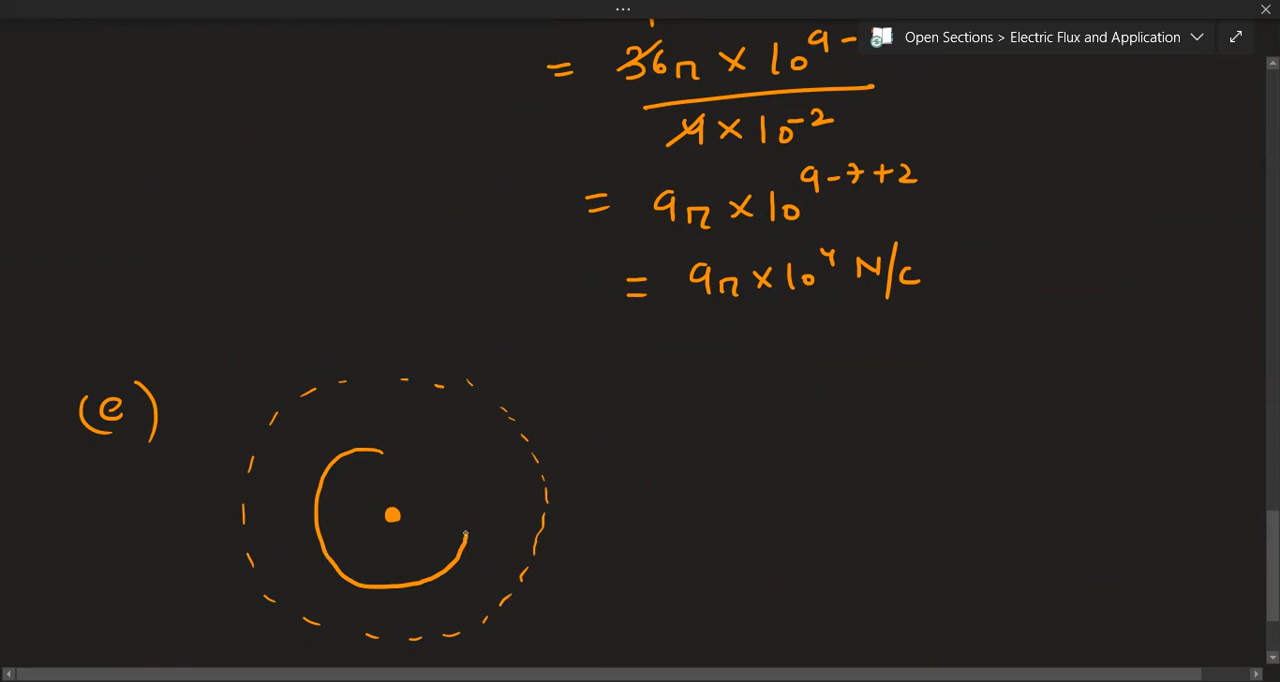 Open Sections > Electric Flux and Application
= 36π × 10^9-
4 × 10^-2
= 9π × 10^9-7+2
= 9π × 10^4 N/C
(e)